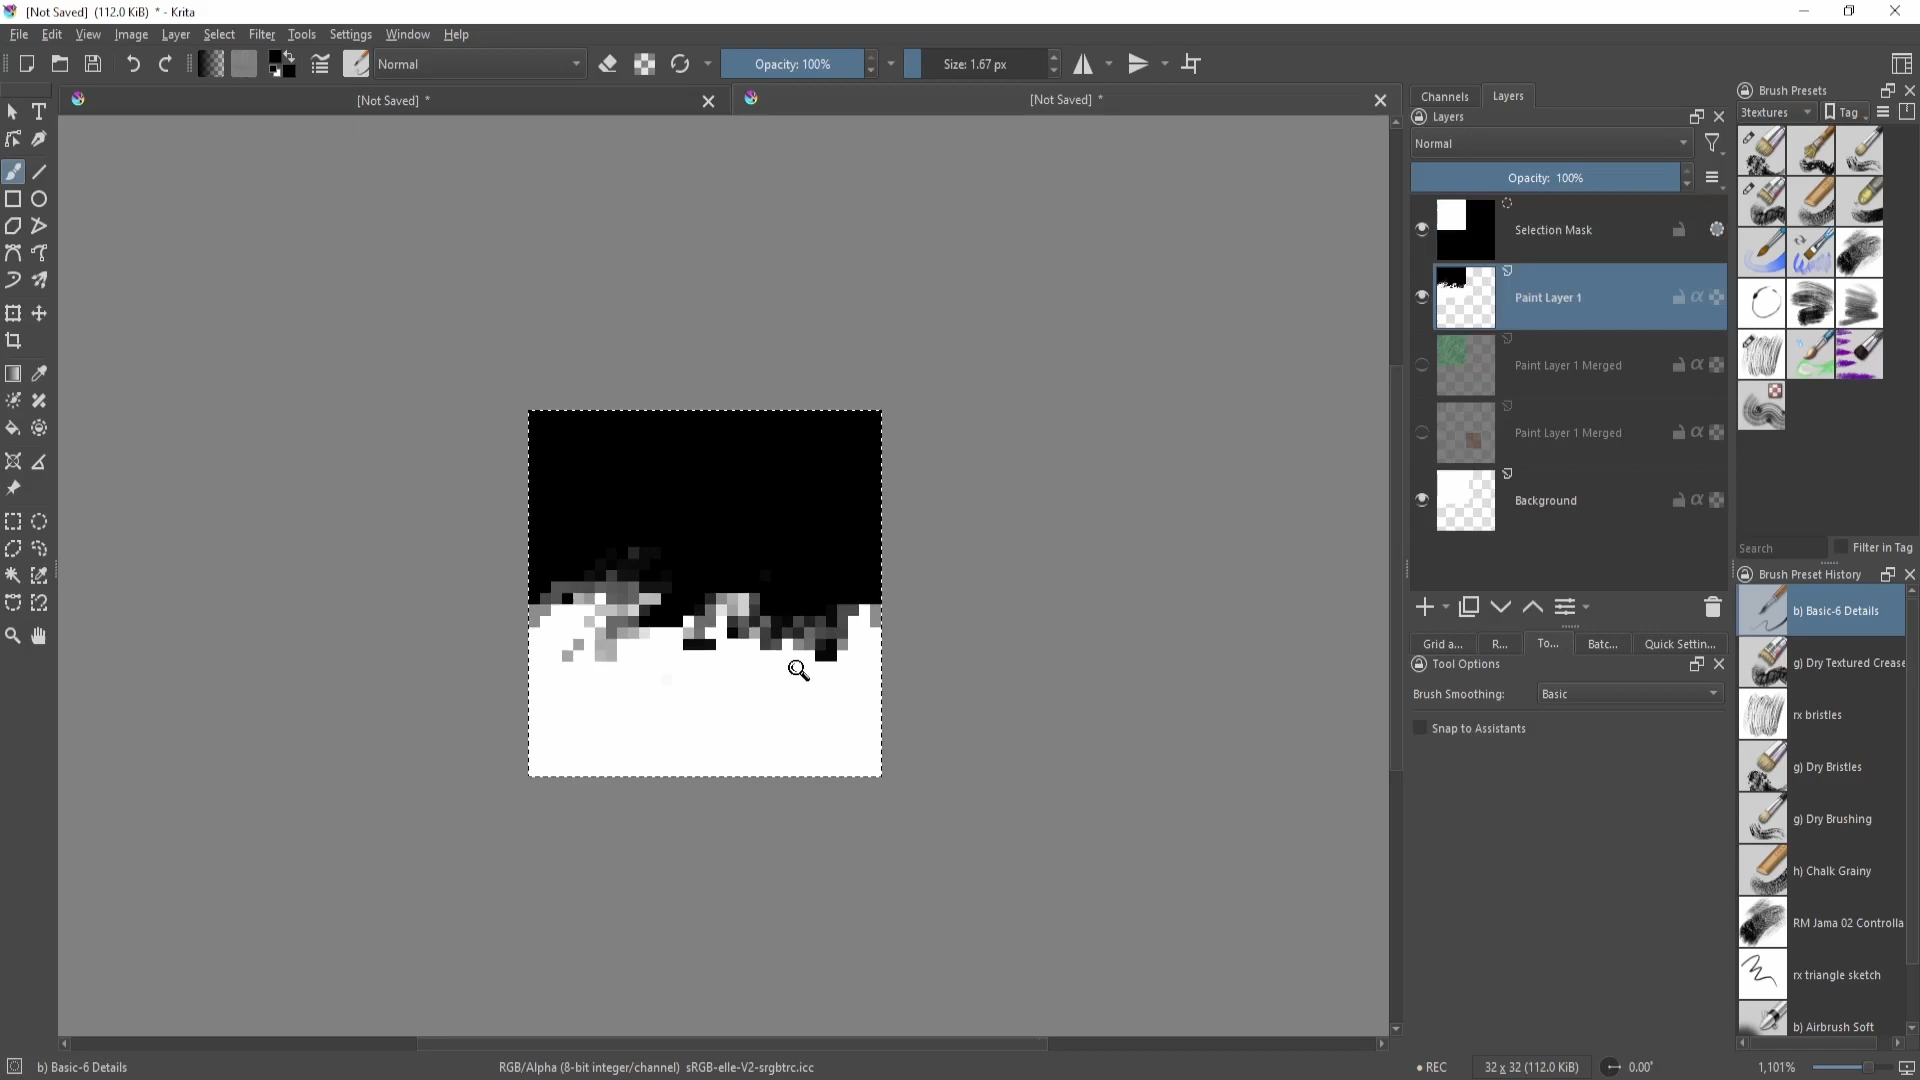 [Not Saved] (112.0 KiB) * - Krita
File Edit View Image Layer Select Filter Tools Settings Window Help
Normal Opacity: 100% Size: 1.67 px
[Not Saved] * [Not Saved] *
Channels Layers
Layers
Normal
Opacity: 100%
Selection Mask
Paint Layer 1
Paint Layer 1 Merged
Paint Layer 1 Merged
Background
Grid a... R... To... Batc... Quick Settin...
Tool Options
Brush Smoothing: Basic
Snap to Assistants
Brush Presets
3textures Tag
Search Filter in Tag
Brush Preset History
b) Basic-6 Details
g) Dry Textured Crease
rx bristles
g) Dry Bristles
g) Dry Brushing
h) Chalk Grainy
RM Jama 02 Controlla
rx triangle sketch
b) Airbrush Soft
b) Basic-6 Details RGB/Alpha (8-bit integer/channel) sRGB-elle-V2-srgbtrc.icc REC 32 x 32 (112.0 KiB) 0.00° 1,101%